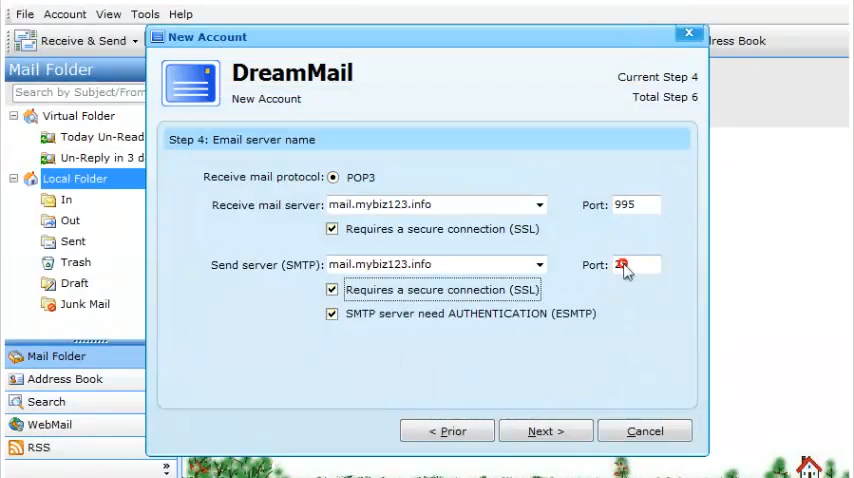 File Account View Tools Help
Receive & Send
ress Book
New Account
Mail Folder
Search by Subject/From
Virtual Folder
Today Un-Read
Un-Reply in 3 d
Local Folder
In
Out
Sent
Trash
Draft
Junk Mail
Mail Folder
Address Book
Search
WebMail
RSS
DreamMail
New Account
Current Step 4
Total Step 6
Step 4: Email server name
Receive mail protocol: POP3
Receive mail server: mail.mybiz123.info Port: 995
Requires a secure connection (SSL)
Send server (SMTP): mail.mybiz123.info Port:
Requires a secure connection (SSL)
SMTP server need AUTHENTICATION (ESMTP)
< Prior Next > Cancel